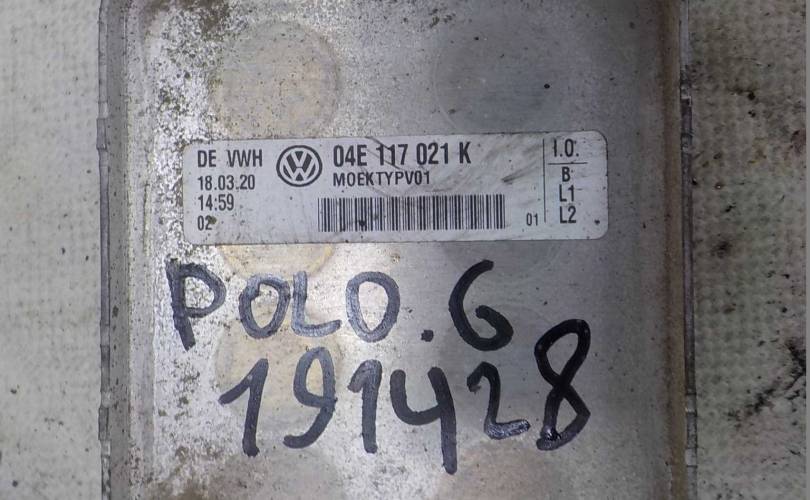 DE VWH 04E 117 021 K I.O.
18.03.20 MOEKTYPV01 B
14:59 L1
02 01 L2
POLO.6
191428